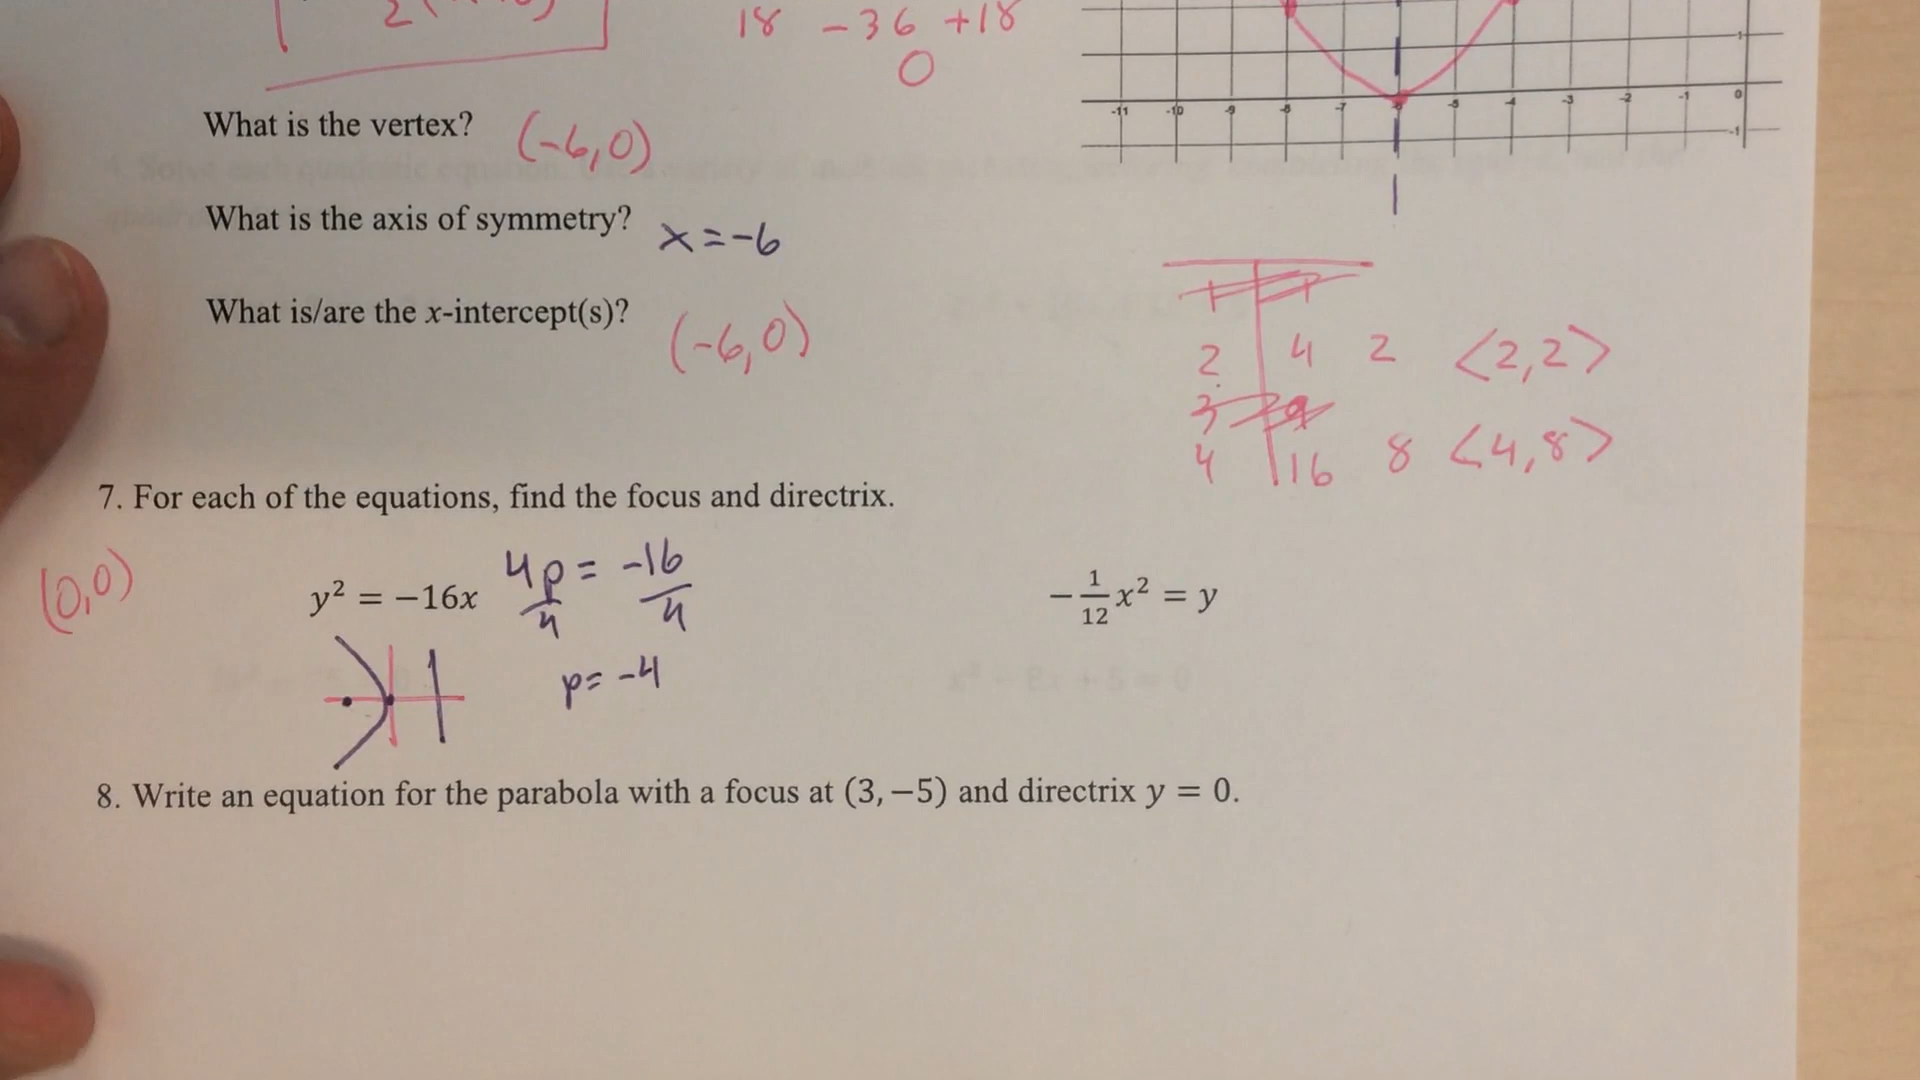 18 -36 +18
0
What is the vertex? (-6,0)
-11 -10 -9 -8 -7 -6 -5 -4 -3 -2 -1 0
-1
What is the axis of symmetry? x=-6
What is/are the x-intercept(s)? (-6,0)
2 4 2 <2,2>
3 9
4 16 8 <4,8>
7. For each of the equations, find the focus and directrix.
(0,0)
y² = −16x 4p/4 = -16/4
−1/12 x² = y
p= -4
8. Write an equation for the parabola with a focus at (3, −5) and directrix y = 0.